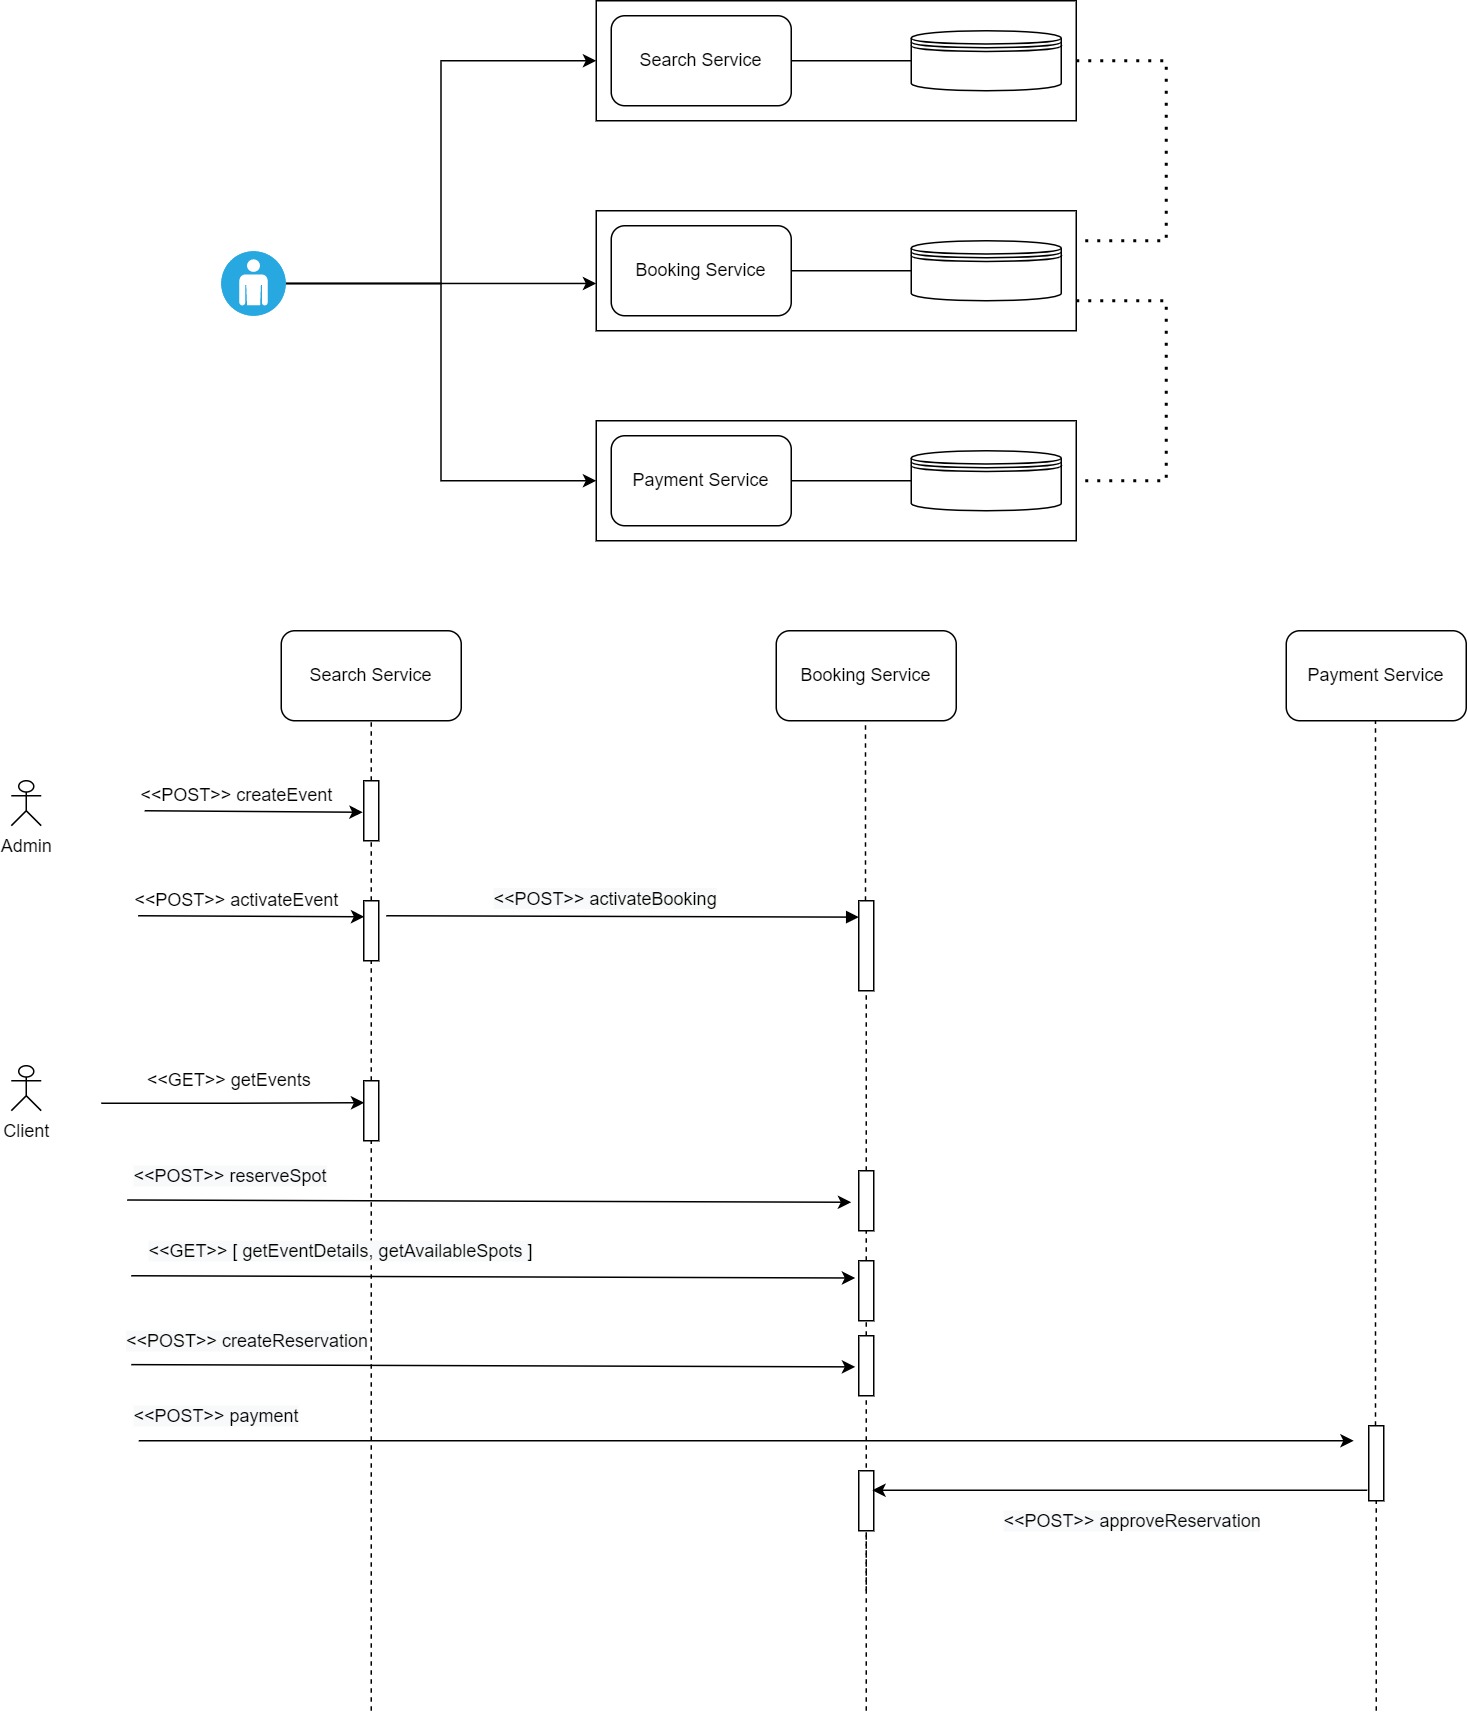 Search Service
Booking Service
Payment Service
Search Service
Booking Service
Payment Service
<<POST>> createEvent
Admin
<<POST>> activateEvent
<<POST>> activateBooking
<<GET>> getEvents
Client
<<POST>> reserveSpot
<<GET>> [ getEventDetails, getAvailableSpots ]
<<POST>> createReservation
<<POST>> payment
<<POST>> approveReservation